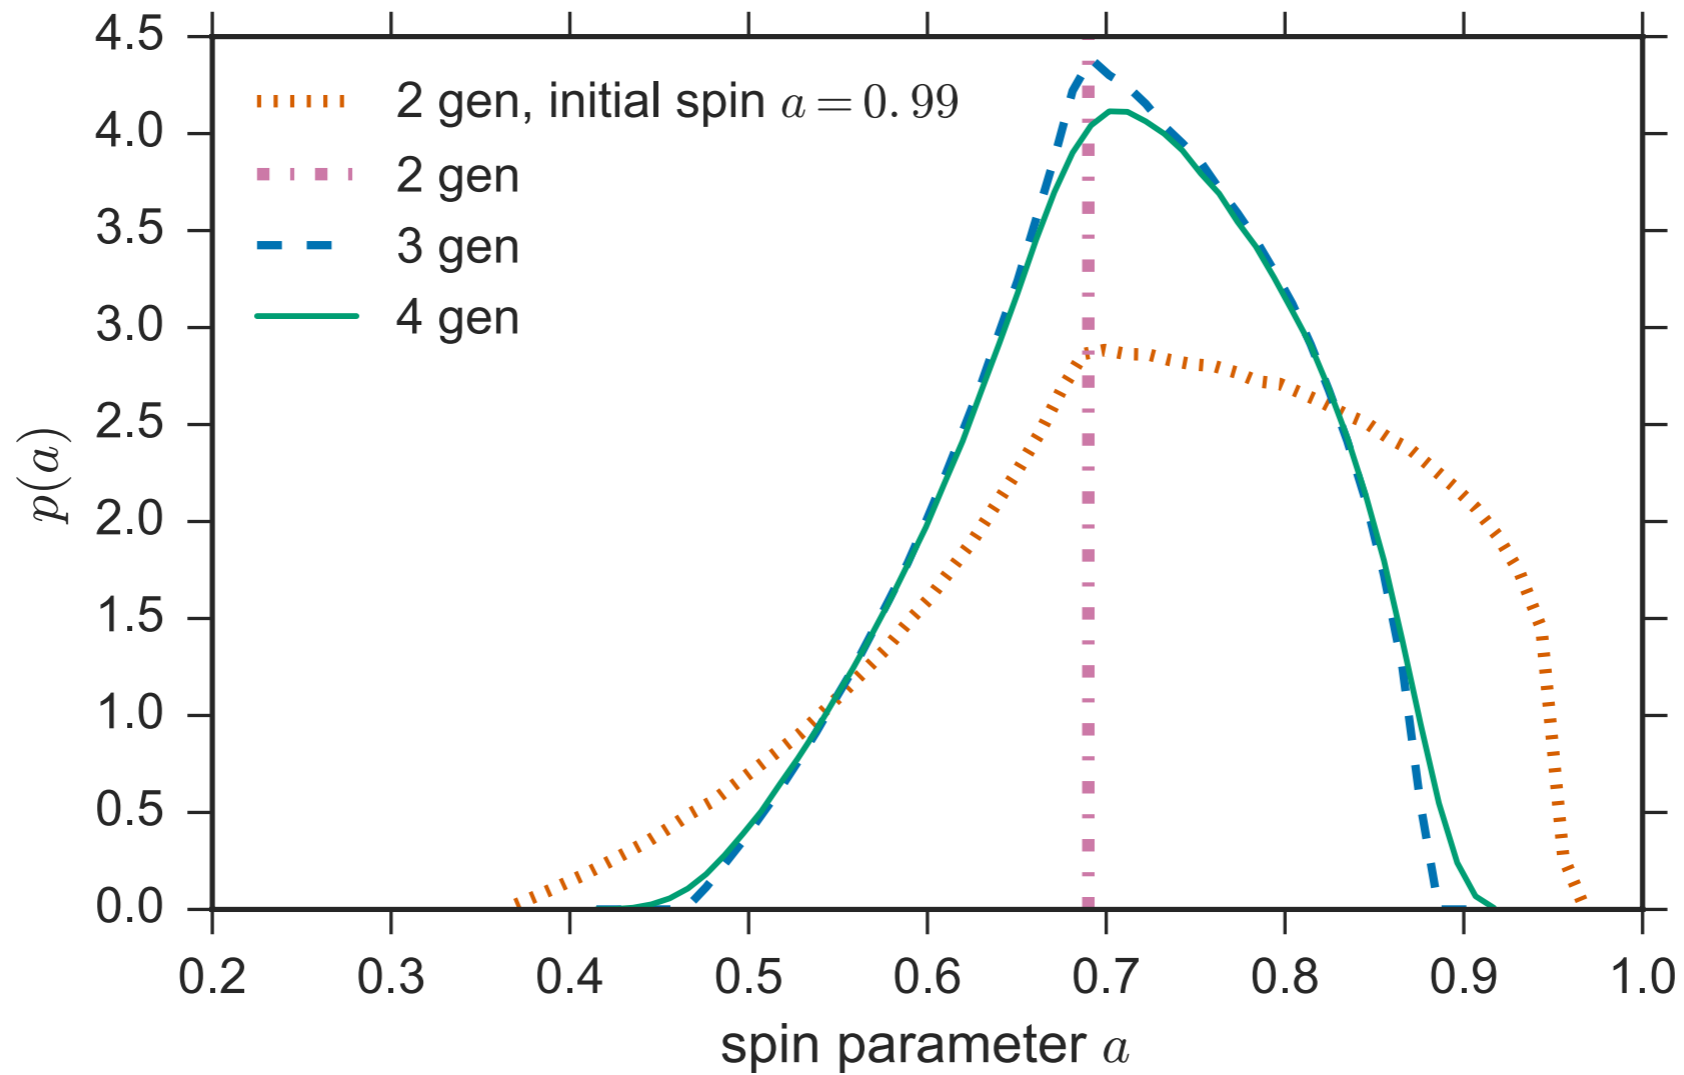 4.5
4.0
3.5
3.0
2.5
2.0
1.5
1.0
0.5
0.0
p(a)
2 gen, initial spin a = 0.99
2 gen
3 gen
4 gen
0.2 0.3 0.4 0.5 0.6 0.7 0.8 0.9 1.0
spin parameter a